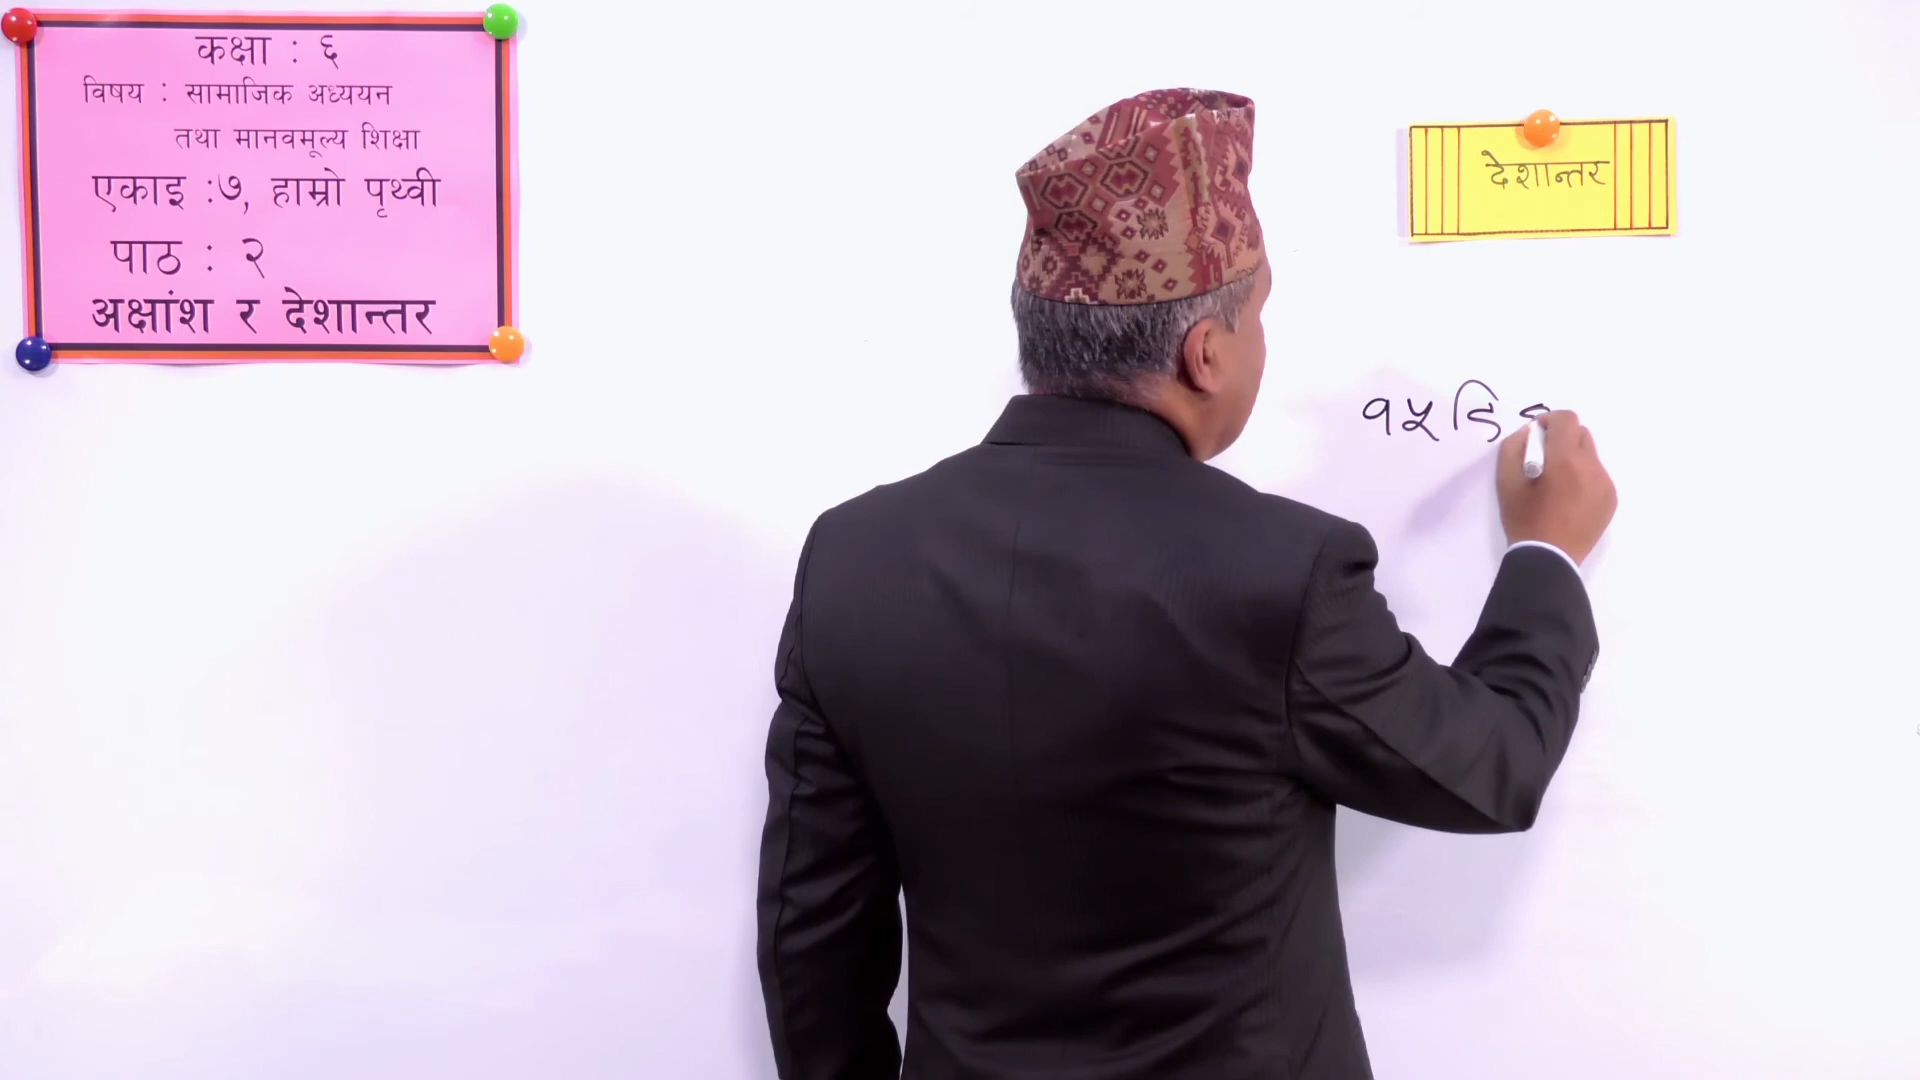 कक्षा : ६
विषय : सामाजिक अध्ययन
तथा मानवमूल्य शिक्षा
एकाइ :७, हाम्रो पृथ्वी
पाठ : २
अक्षांश र देशान्तर
देशान्तर
१५ डि